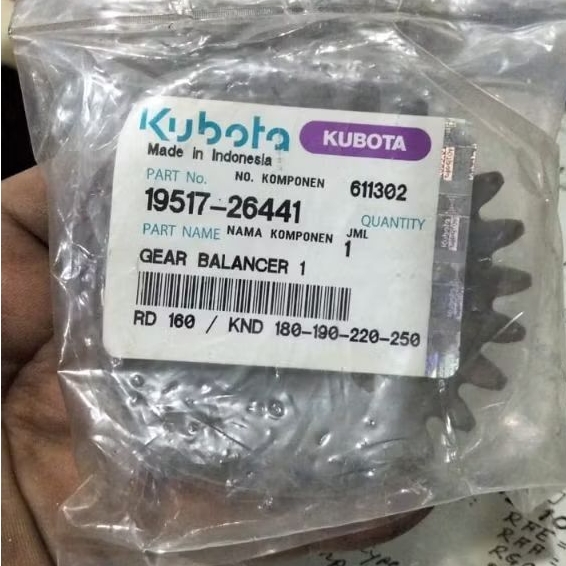 Kubota KUBOTA
Made in Indonesia
PART No. NO. KOMPONEN 611302
19517-26441 QUANTITY
PART NAME NAMA KOMPONEN JML
GEAR BALANCER 1 1
RD 160 / KND 180-190-220-250